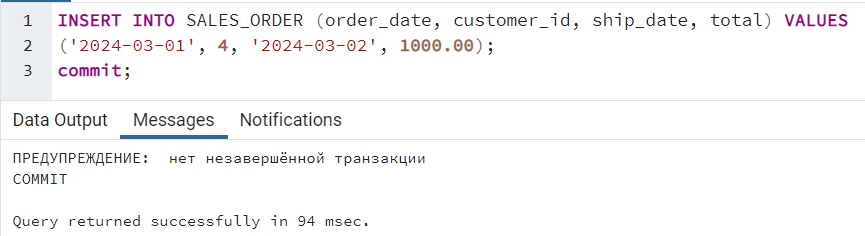 1 INSERT INTO SALES_ORDER (order_date, customer_id, ship_date, total) VALUES
2 ('2024-03-01', 4, '2024-03-02', 1000.00);
3 commit;
Data Output Messages Notifications
ПРЕДУПРЕЖДЕНИЕ:  нет незавершённой транзакции
COMMIT
Query returned successfully in 94 msec.